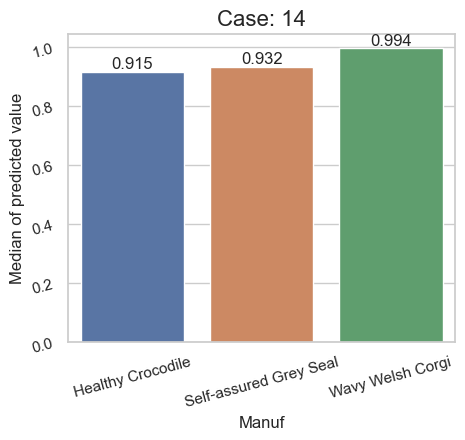 Case: 14
Median of predicted value
1.0
0.8
0.6
0.4
0.2
0.0
0.915
0.932
0.994
Healthy Crocodile
Self-assured Grey Seal
Wavy Welsh Corgi
Manuf